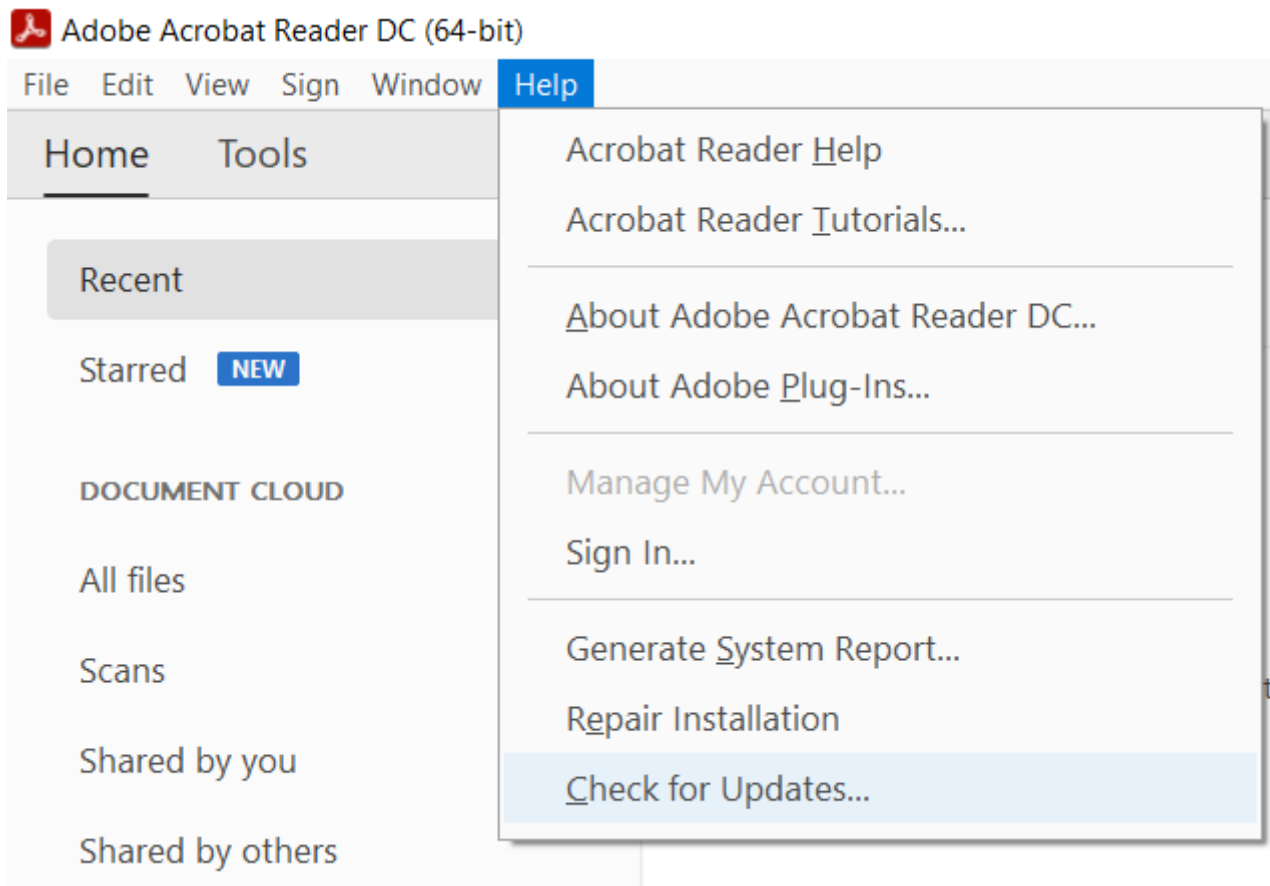 Adobe Acrobat Reader DC (64-bit)
File Edit View Sign Window Help
Home Tools
Recent
Starred NEW
DOCUMENT CLOUD
All files
Scans
Shared by you
Shared by others
Acrobat Reader Help
Acrobat Reader Tutorials...
About Adobe Acrobat Reader DC...
About Adobe Plug-Ins...
Manage My Account...
Sign In...
Generate System Report...
Repair Installation
Check for Updates...